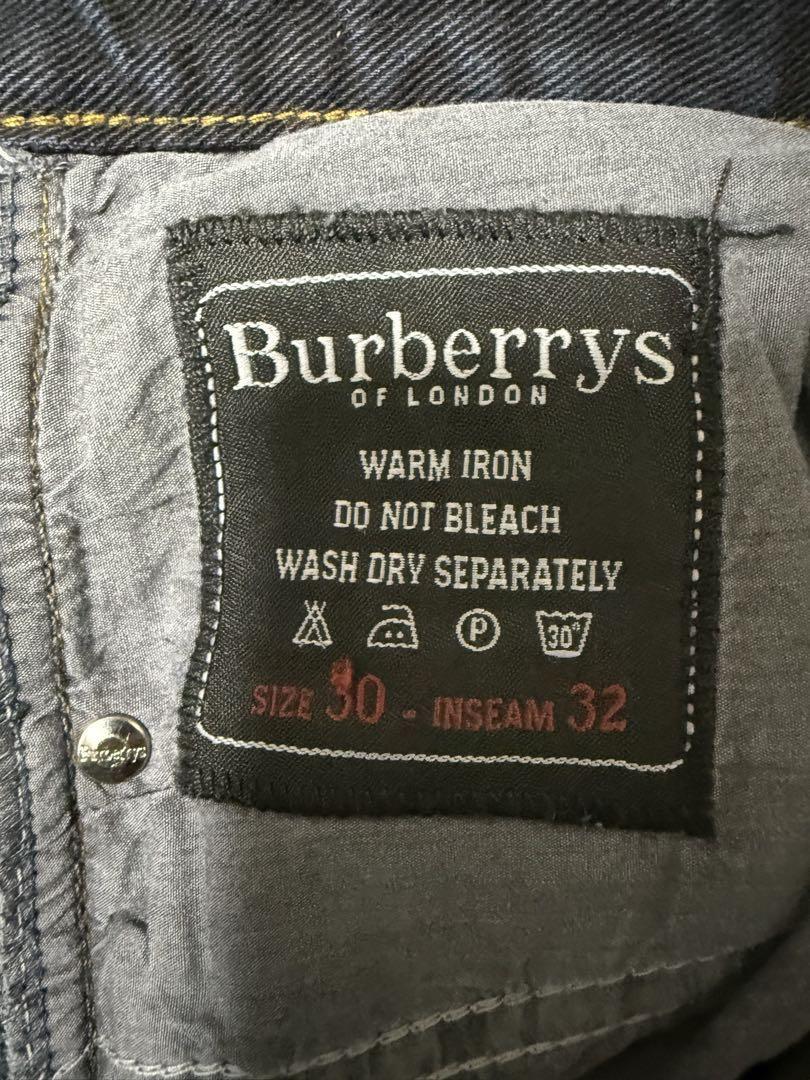 Burberrys
OF LONDON
WARM IRON
DO NOT BLEACH
WASH DRY SEPARATELY
P 30°
SIZE 30 - INSEAM 32
Burberrys